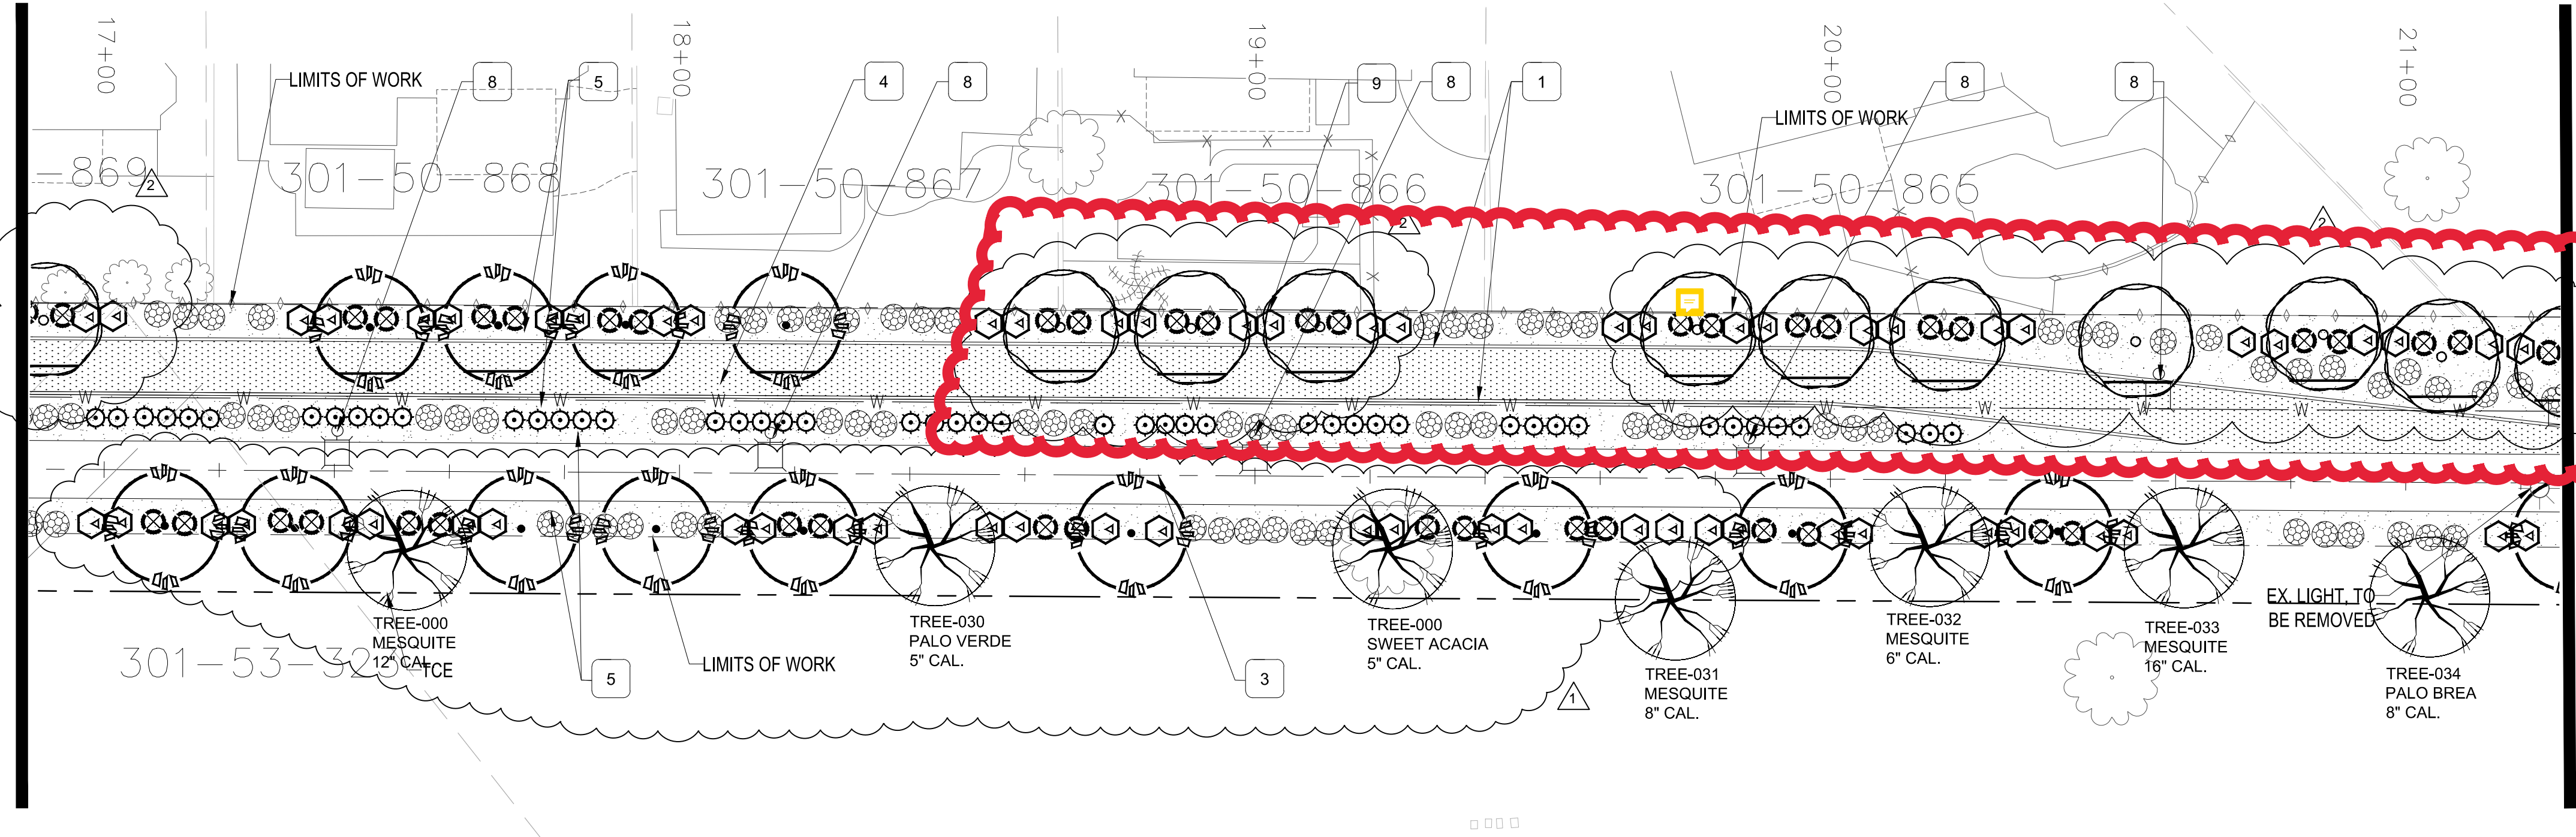 17+00
18+00
19+00
20+00
21+00
LIMITS OF WORK
8
5
4
8
9
8
1
8
8
LIMITS OF WORK
-869
2
301-50-868
301-50-867
301-50-866
301-50-865
2
2
W W W W W W W W W W W W W W W
TREE-000
MESQUITE
12" CAL.
TCE
301-53-323
5
LIMITS OF WORK
TREE-030
PALO VERDE
5" CAL.
3
TREE-000
SWEET ACACIA
5" CAL.
1
TREE-031
MESQUITE
8" CAL.
TREE-032
MESQUITE
6" CAL.
TREE-033
MESQUITE
16" CAL.
EX. LIGHT, TO
BE REMOVED
TREE-034
PALO BREA
8" CAL.